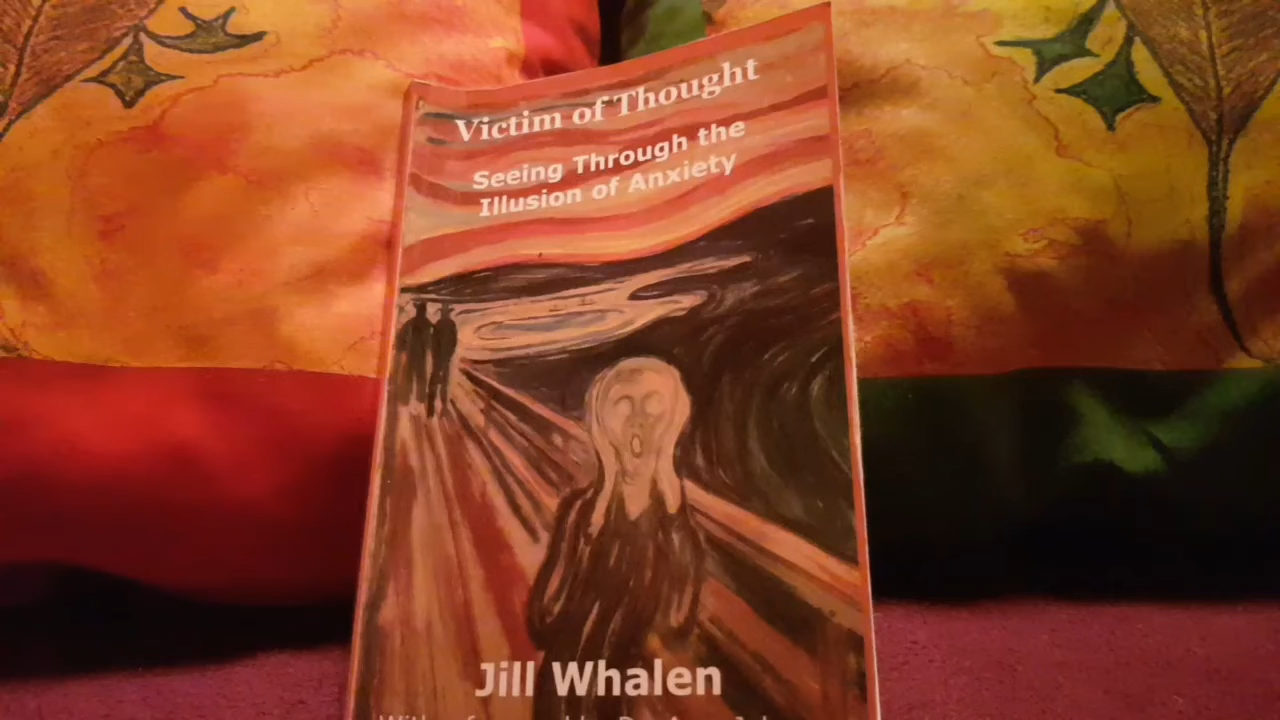 Victim of Thought
Seeing Through the
Illusion of Anxiety
Jill Whalen